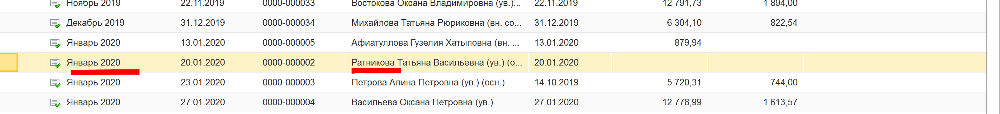 Ноябрь 2019 22.11.2019 0000-000033 Востокова Оксана Владимировна (ув.)... 22.11.2019 12 791,73 1 894,00
Декабрь 2019 31.12.2019 0000-000034 Михайлова Татьяна Рюриковна (вн. со... 31.12.2019 6 304,10 822,54
Январь 2020 13.01.2020 0000-000005 Афиатуллова Гузелия Хатыповна (вн. ... 13.01.2020 879,94
Январь 2020 20.01.2020 0000-000002 Ратникова Татьяна Васильевна (ув.) (о... 20.01.2020
Январь 2020 23.01.2020 0000-000003 Петрова Алина Петровна (ув.) (осн.) 14.10.2019 5 720,31 744,00
Январь 2020 27.01.2020 0000-000004 Васильева Оксана Петровна (ув.) 27.01.2020 12 778,99 1 613,57